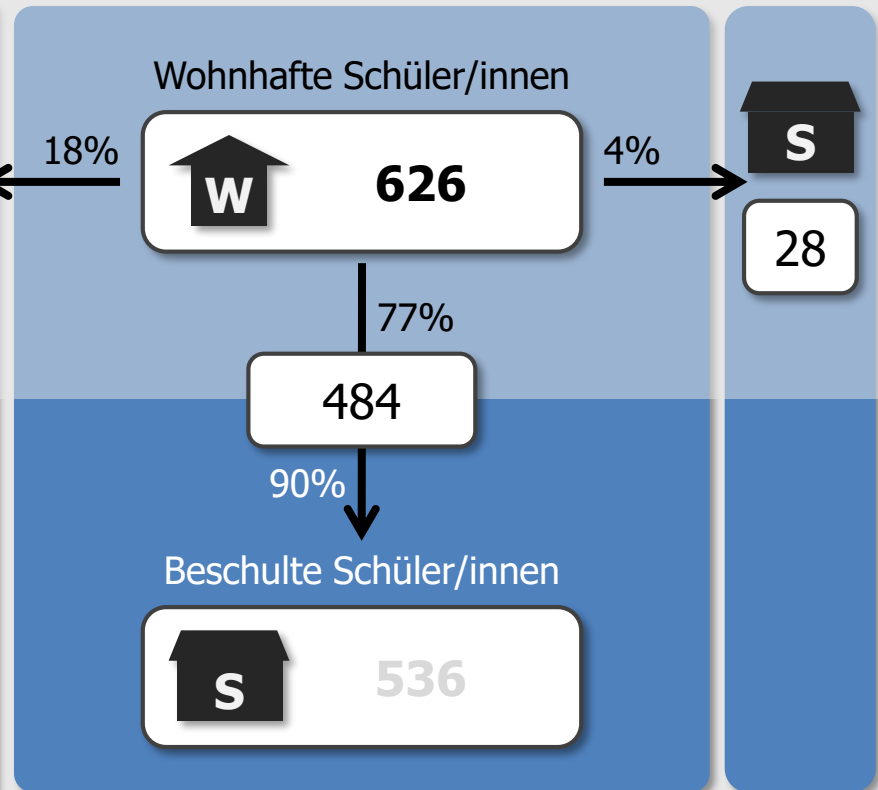 Wohnhafte Schüler/innen
18%
W
626
4%
S
28
77%
484
90%
Beschulte Schüler/innen
S
536